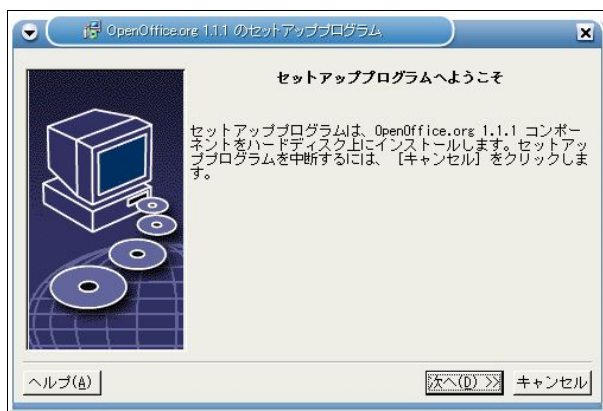 OpenOffice.org 1.1.1 のセットアッププログラム
セットアッププログラムへようこそ
セットアッププログラムは、OpenOffice.org 1.1.1 コンポー
ネントをハードディスク上にインストールします。セットアッ
ププログラムを中断するには、［キャンセル］をクリックしま
す。
ヘルプ(A)
次へ(D) >>
キャンセル